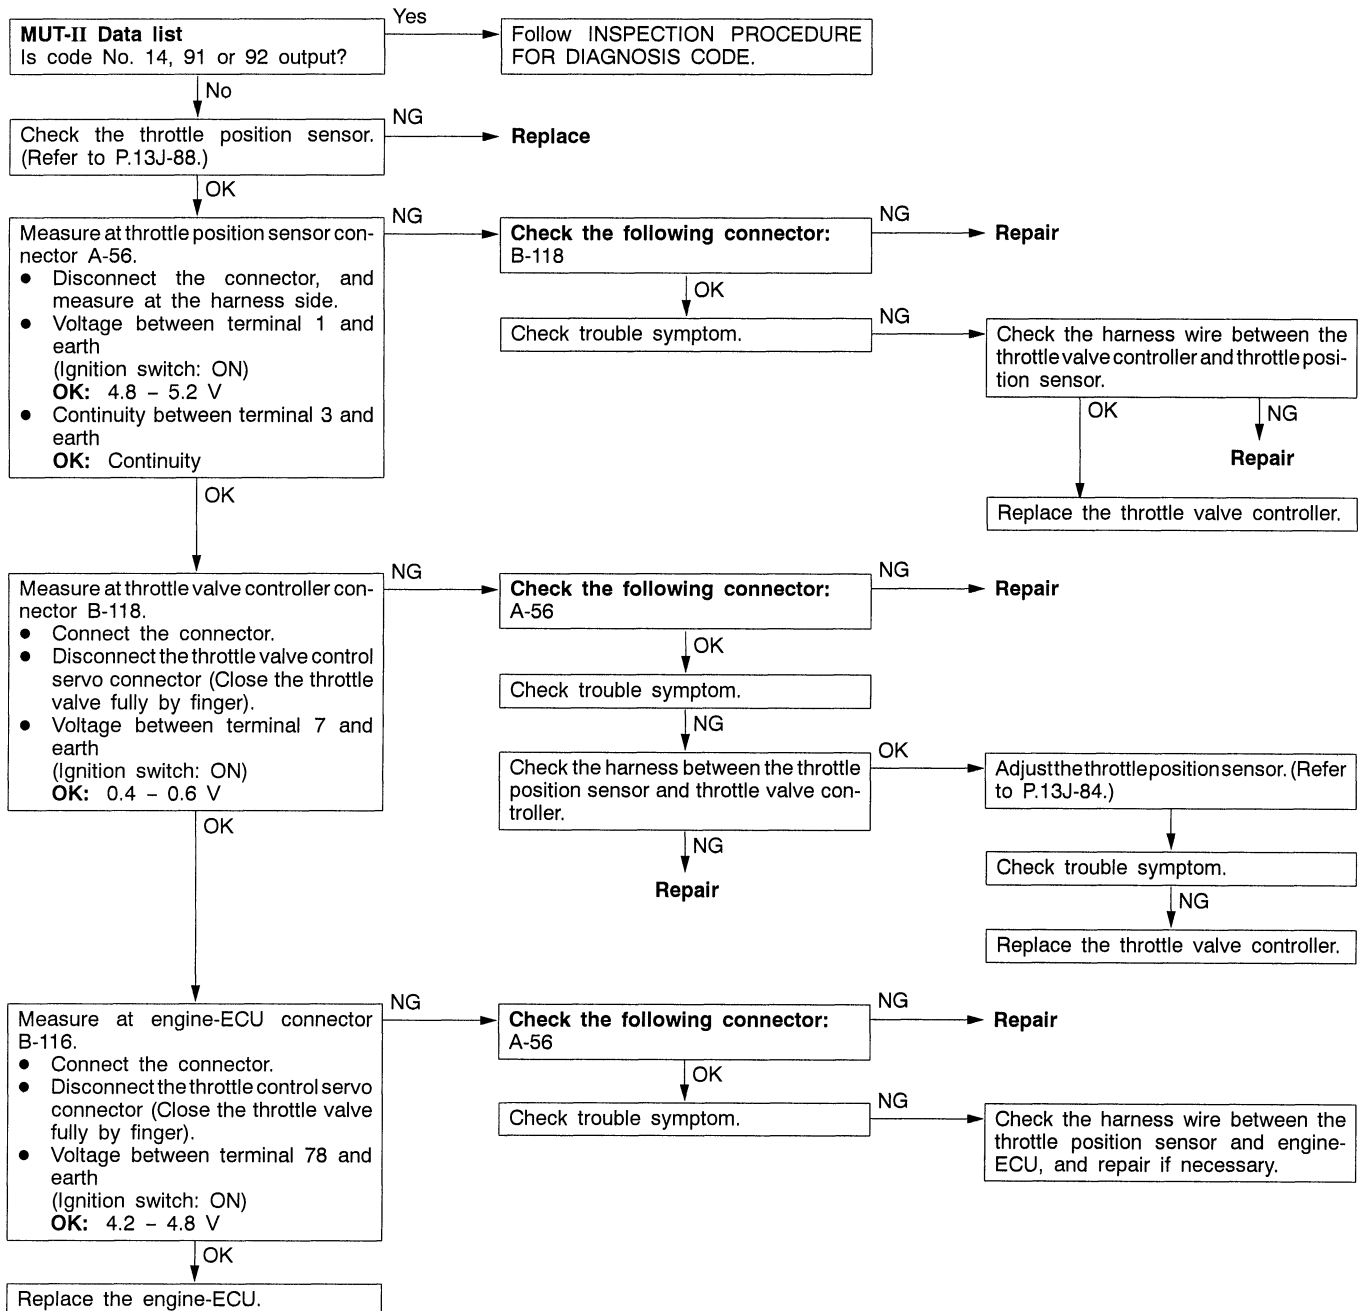 MUT-II Data list
Is code No. 14, 91 or 92 output?
Yes
Follow INSPECTION PROCEDURE
FOR DIAGNOSIS CODE.
No
Check the throttle position sensor.
(Refer to P.13J-88.)
NG
Replace
OK
Measure at throttle position sensor con-
nector A-56.
● Disconnect the connector, and
measure at the harness side.
● Voltage between terminal 1 and
earth
(Ignition switch: ON)
OK: 4.8 – 5.2 V
● Continuity between terminal 3 and
earth
OK: Continuity
NG
Check the following connector:
B-118
NG
Repair
OK
Check trouble symptom.
NG
Check the harness wire between the
throttle valve controller and throttle posi-
tion sensor.
OK
NG
Repair
Replace the throttle valve controller.
OK
Measure at throttle valve controller con-
nector B-118.
● Connect the connector.
● Disconnect the throttle valve control
servo connector (Close the throttle
valve fully by finger).
● Voltage between terminal 7 and
earth
(Ignition switch: ON)
OK: 0.4 – 0.6 V
NG
Check the following connector:
A-56
NG
Repair
OK
Check trouble symptom.
NG
Check the harness between the throttle
position sensor and throttle valve con-
troller.
OK
Adjust the throttle position sensor. (Refer
to P.13J-84.)
NG
Repair
Check trouble symptom.
NG
Replace the throttle valve controller.
OK
Measure at engine-ECU connector
B-116.
● Connect the connector.
● Disconnect the throttle control servo
connector (Close the throttle valve
fully by finger).
● Voltage between terminal 78 and
earth
(Ignition switch: ON)
OK: 4.2 – 4.8 V
NG
Check the following connector:
A-56
NG
Repair
OK
Check trouble symptom.
NG
Check the harness wire between the
throttle position sensor and engine-
ECU, and repair if necessary.
OK
Replace the engine-ECU.